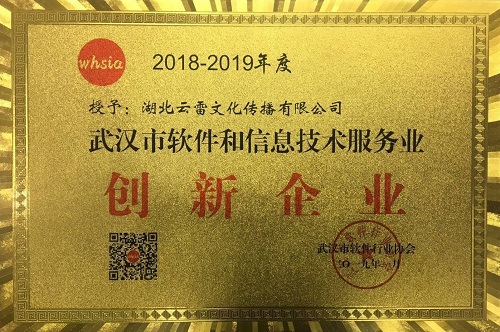 whsia
2018-2019年度
授予：湖北云雷文化传播有限公司
武汉市软件和信息技术服务业
创新企业
武汉市软件行业协会